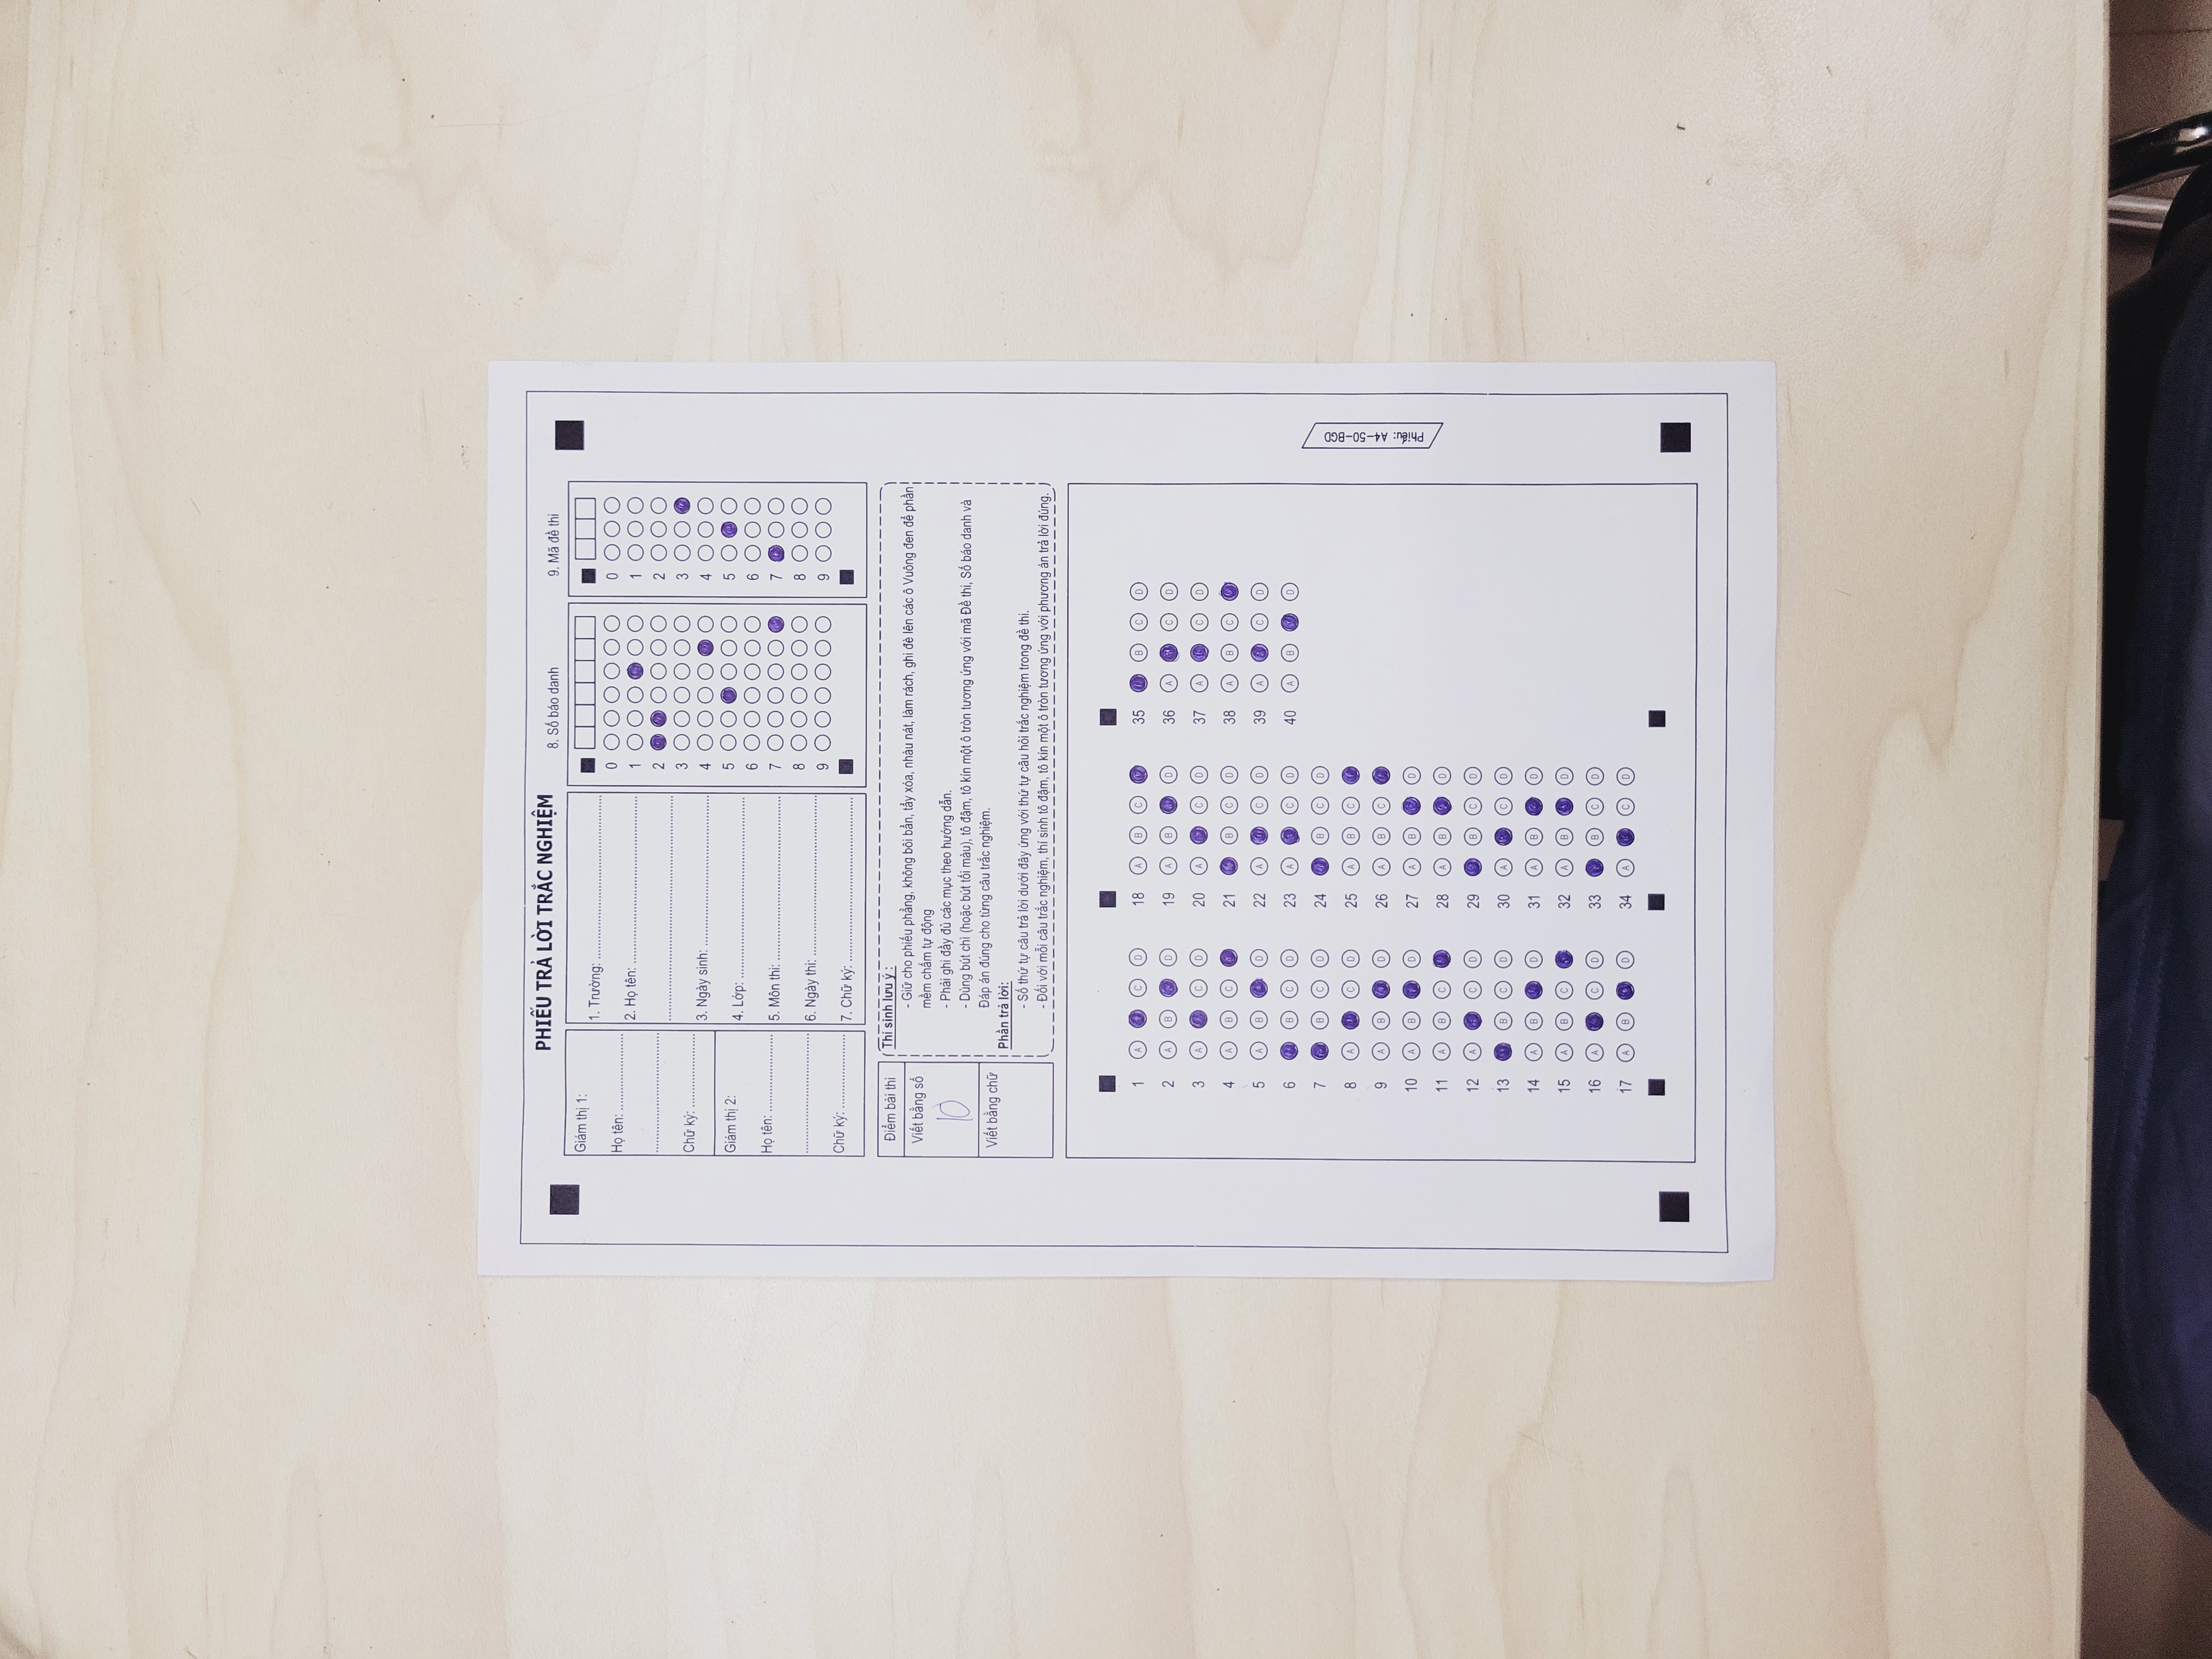 PHIẾU TRẢ LỜI TRẮC NGHIỆM
8. Số báo danh
9. Mã đề thi
Giám thị 1:
Họ tên: ........................
................................................
Chữ ký: ........................
Giám thị 2:
Họ tên: ........................
................................................
Chữ ký: ........................
1. Trường: ................................................
2. Họ tên: ................................................
................................................................
3. Ngày sinh: ................................................
4. Lớp: ................................................
5. Môn thi: ................................................
6. Ngày thi: ................................................
7. Chữ ký: ................................................
0
1
2
3
4
5
6
7
8
9
0
1
2
3
4
5
6
7
8
9
Điểm bài thi
Viết bằng số
10
Viết bằng chữ
Thí sinh lưu ý :
- Giữ cho phiếu phẳng, không bôi bẩn, tẩy xóa, nhàu nát, làm rách, ghi đè lên các ô Vuông đen để phần
mềm chấm tự động
- Phải ghi đầy đủ các mục theo hướng dẫn.
- Dùng bút chì (hoặc bút tối màu), tô đậm, tô kín một ô tròn tương ứng với mã Đề thi, Số báo danh và
Đáp án đúng cho từng câu trắc nghiệm.
Phần trả lời:
- Số thứ tự câu trả lời dưới đây ứng với thứ tự câu hỏi trắc nghiệm trong đề thi.
- Đối với mỗi câu trắc nghiệm, thí sinh tô đậm, tô kín một ô tròn tương ứng với phương án trả lời đúng.
1 A C D
2 A B D
3 A C D
4 A B C
5 A B D
6 B C D
7 B C D
8 A C D
9 A B D
10 A B D
11 A B C
12 A C D
13 B C D
14 A B D
15 A B C
16 A C D
17 A B D
18 A B C
19 A B D
20 A C D
21 B C D
22 A C D
23 A C D
24 B C D
25 A B C
26 A B C
27 A B D
28 A B D
29 B C D
30 A C D
31 A B D
32 A B D
33 B C D
34 A C D
35 B C D
36 A C D
37 A C D
38 A B C
39 A C D
40 A B D
Phiếu: A4-50-BGD